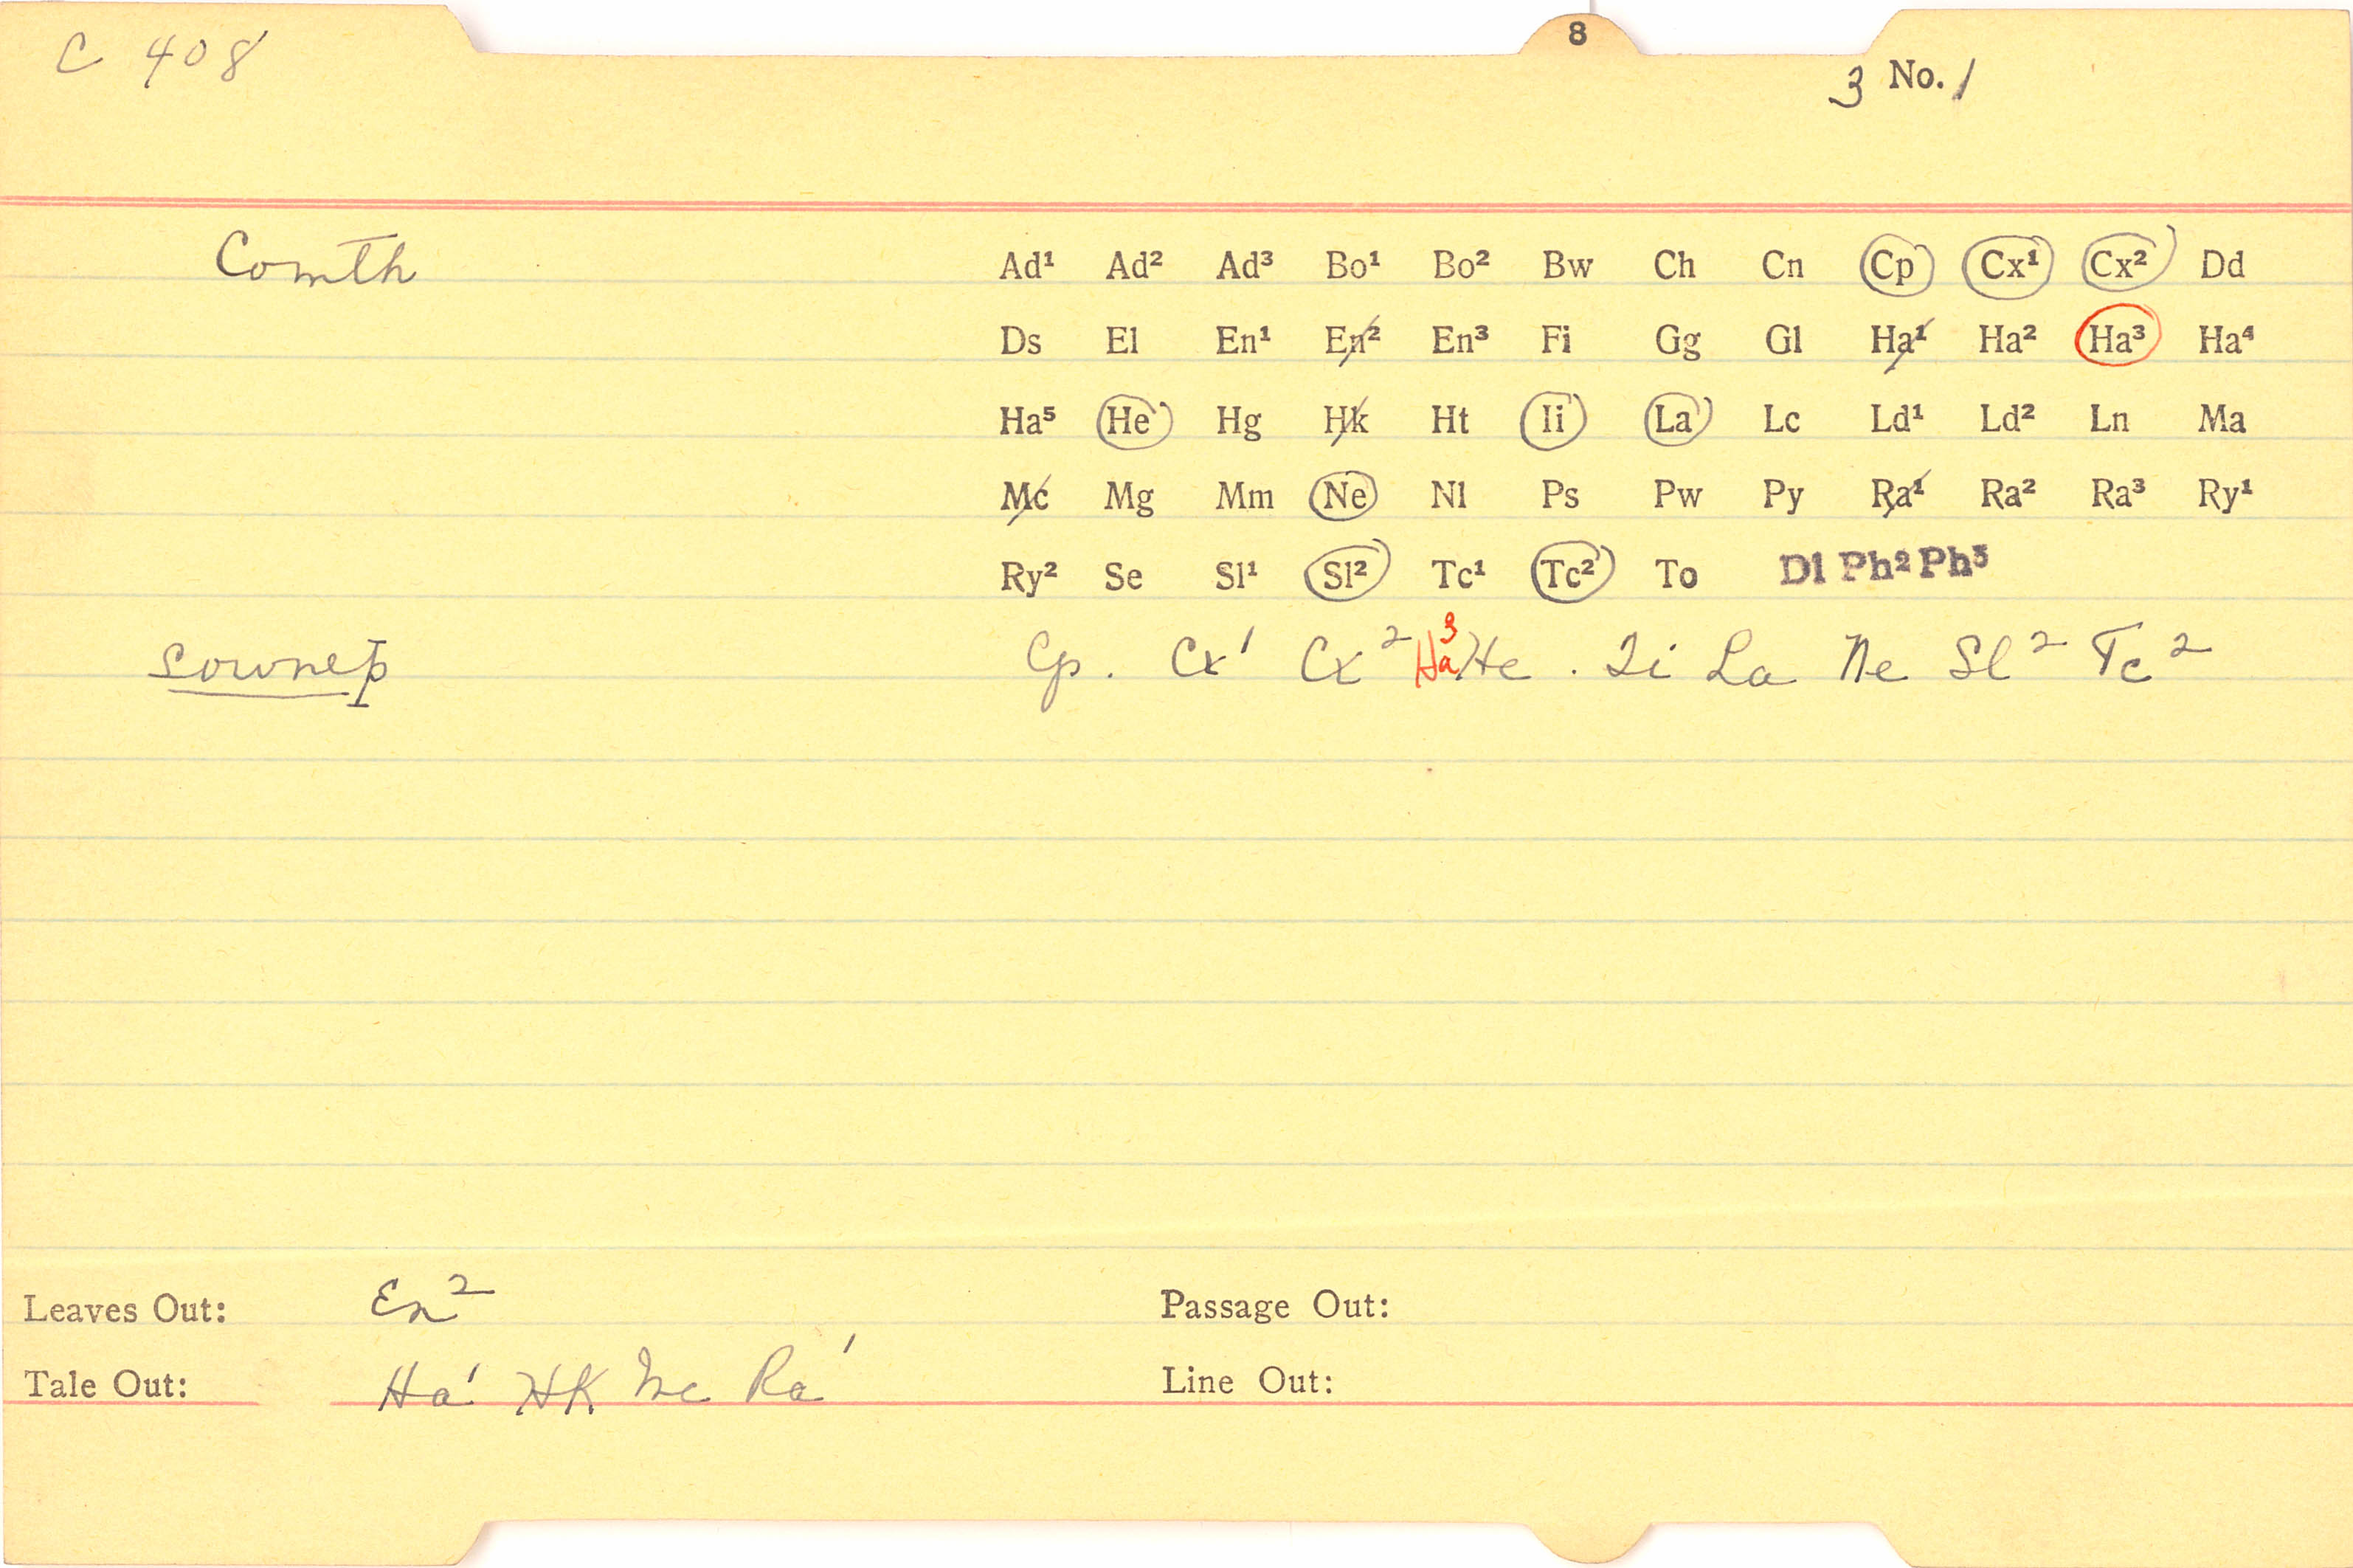 8
C 408
3 No. 1
Comth Ad¹ Ad² Ad³ Bo¹ Bo² Bw Ch Cn Cp Cx¹ Cx² Dd
Ds El En¹ En² En³ Fi Gg Gl Ha¹ Ha² Ha³ Ha⁴
Ha⁵ He Hg Hk Ht Ii La Lc Ld¹ Ld² Ln Ma
Mc Mg Mm Ne Nl Ps Pw Py Ra¹ Ra² Ra³ Ry¹
Ry² Se Sl¹ Sl² Tc¹ Tc² To Dl Ph² Ph³
sowneþ Cp. Cx¹ Cx² Ha³ He. Ii La Ne Sl² Tc²
Leaves Out: En² Passage Out:
Tale Out: Ha¹ HK Mc Ra¹ Line Out: